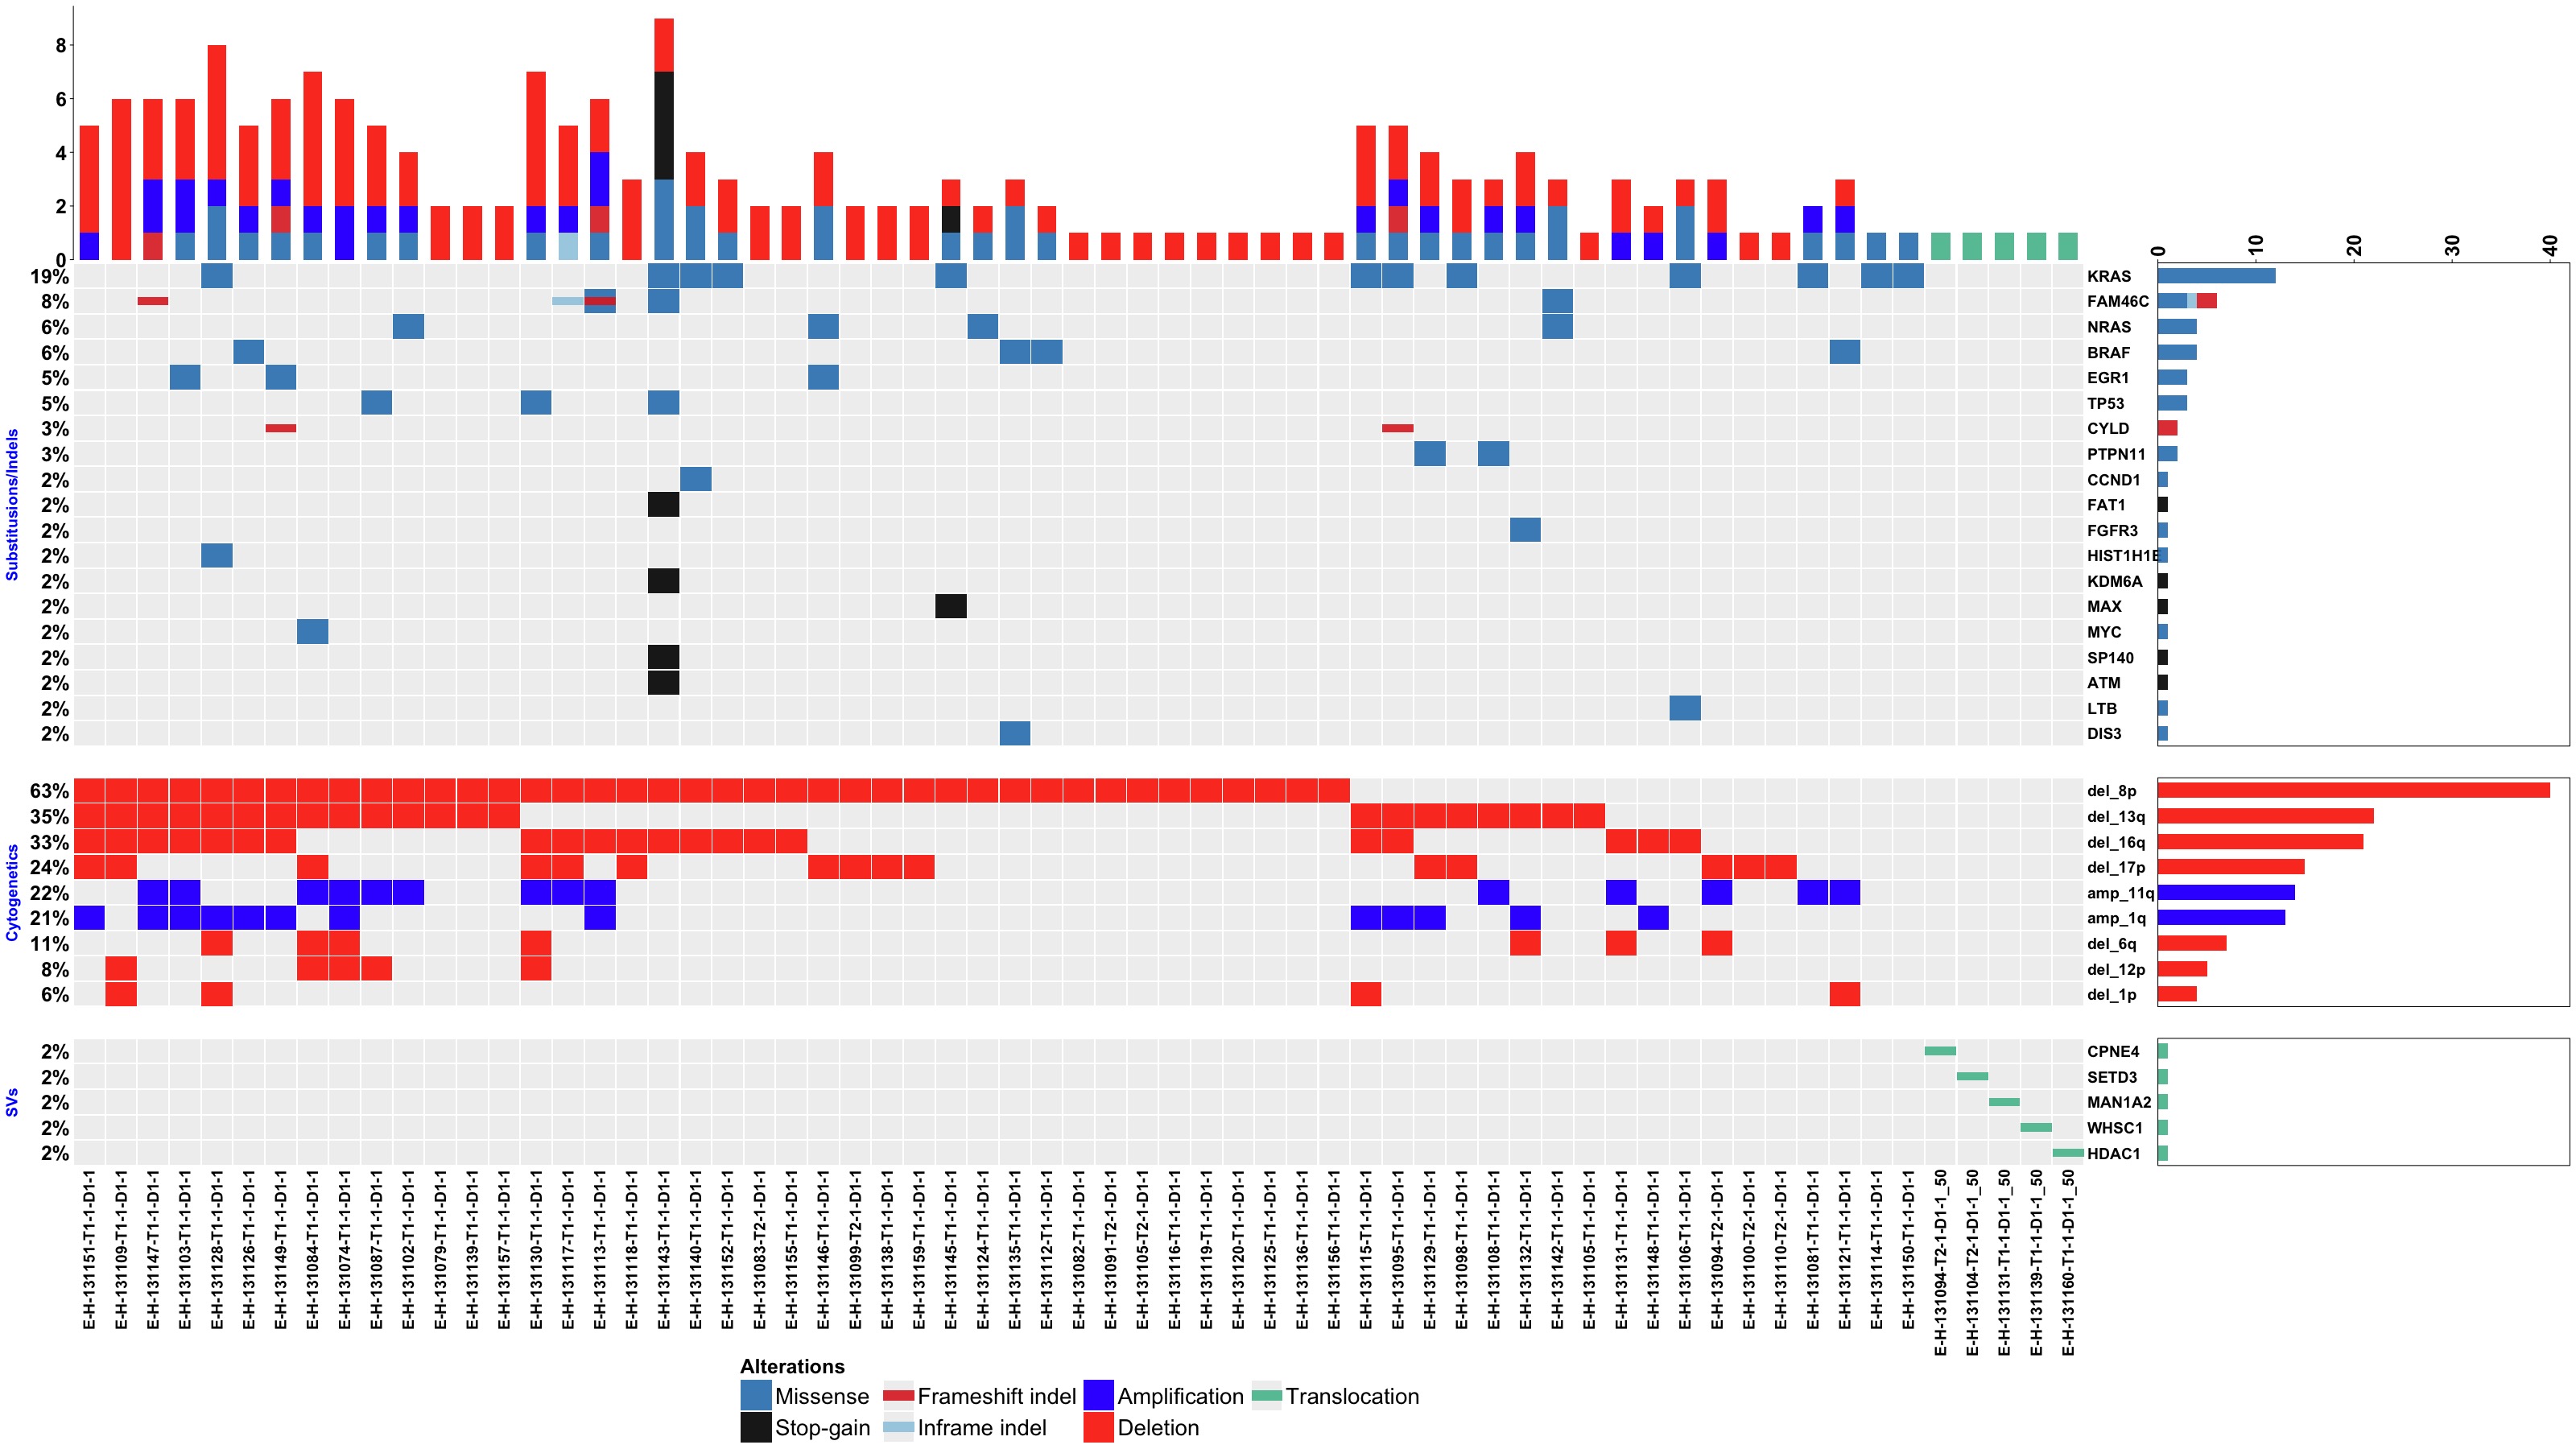 8
6
4
2
0
0 10 20 30 40
19% KRAS
8% FAM46C
6% NRAS
6% BRAF
5% EGR1
5% TP53
3% CYLD
3% PTPN11
2% CCND1
2% FAT1
2% FGFR3
2% HIST1H1E
2% KDM6A
2% MAX
2% MYC
2% SP140
2% ATM
2% LTB
2% DIS3
Substitusions/Indels
63% del_8p
35% del_13q
33% del_16q
24% del_17p
22% amp_11q
21% amp_1q
11% del_6q
8% del_12p
6% del_1p
Cytogenetics
2% CPNE4
2% SETD3
2% MAN1A2
2% WHSC1
2% HDAC1
SVs
E-H-131151-T1-1-D1-1
E-H-131109-T1-1-D1-1
E-H-131147-T1-1-D1-1
E-H-131103-T1-1-D1-1
E-H-131128-T1-1-D1-1
E-H-131126-T1-1-D1-1
E-H-131149-T1-1-D1-1
E-H-131084-T1-1-D1-1
E-H-131074-T1-1-D1-1
E-H-131087-T1-1-D1-1
E-H-131102-T1-1-D1-1
E-H-131079-T1-1-D1-1
E-H-131139-T1-1-D1-1
E-H-131157-T1-1-D1-1
E-H-131130-T1-1-D1-1
E-H-131117-T1-1-D1-1
E-H-131113-T1-1-D1-1
E-H-131118-T1-1-D1-1
E-H-131143-T1-1-D1-1
E-H-131140-T1-1-D1-1
E-H-131152-T1-1-D1-1
E-H-131083-T2-1-D1-1
E-H-131155-T1-1-D1-1
E-H-131146-T1-1-D1-1
E-H-131099-T2-1-D1-1
E-H-131138-T1-1-D1-1
E-H-131159-T1-1-D1-1
E-H-131145-T1-1-D1-1
E-H-131124-T1-1-D1-1
E-H-131135-T1-1-D1-1
E-H-131112-T1-1-D1-1
E-H-131082-T1-1-D1-1
E-H-131091-T2-1-D1-1
E-H-131105-T2-1-D1-1
E-H-131116-T1-1-D1-1
E-H-131119-T1-1-D1-1
E-H-131120-T1-1-D1-1
E-H-131125-T1-1-D1-1
E-H-131136-T1-1-D1-1
E-H-131156-T1-1-D1-1
E-H-131115-T1-1-D1-1
E-H-131095-T1-1-D1-1
E-H-131129-T1-1-D1-1
E-H-131098-T1-1-D1-1
E-H-131108-T1-1-D1-1
E-H-131132-T1-1-D1-1
E-H-131142-T1-1-D1-1
E-H-131105-T1-1-D1-1
E-H-131131-T1-1-D1-1
E-H-131148-T1-1-D1-1
E-H-131106-T1-1-D1-1
E-H-131094-T2-1-D1-1
E-H-131100-T2-1-D1-1
E-H-131110-T2-1-D1-1
E-H-131081-T1-1-D1-1
E-H-131121-T1-1-D1-1
E-H-131114-T1-1-D1-1
E-H-131150-T1-1-D1-1
E-H-131094-T2-1-D1-1_50
E-H-131104-T2-1-D1-1_50
E-H-131131-T1-1-D1-1_50
E-H-131139-T1-1-D1-1_50
E-H-131160-T1-1-D1-1_50
Alterations
Missense Frameshift indel Amplification Translocation
Stop-gain Inframe indel Deletion